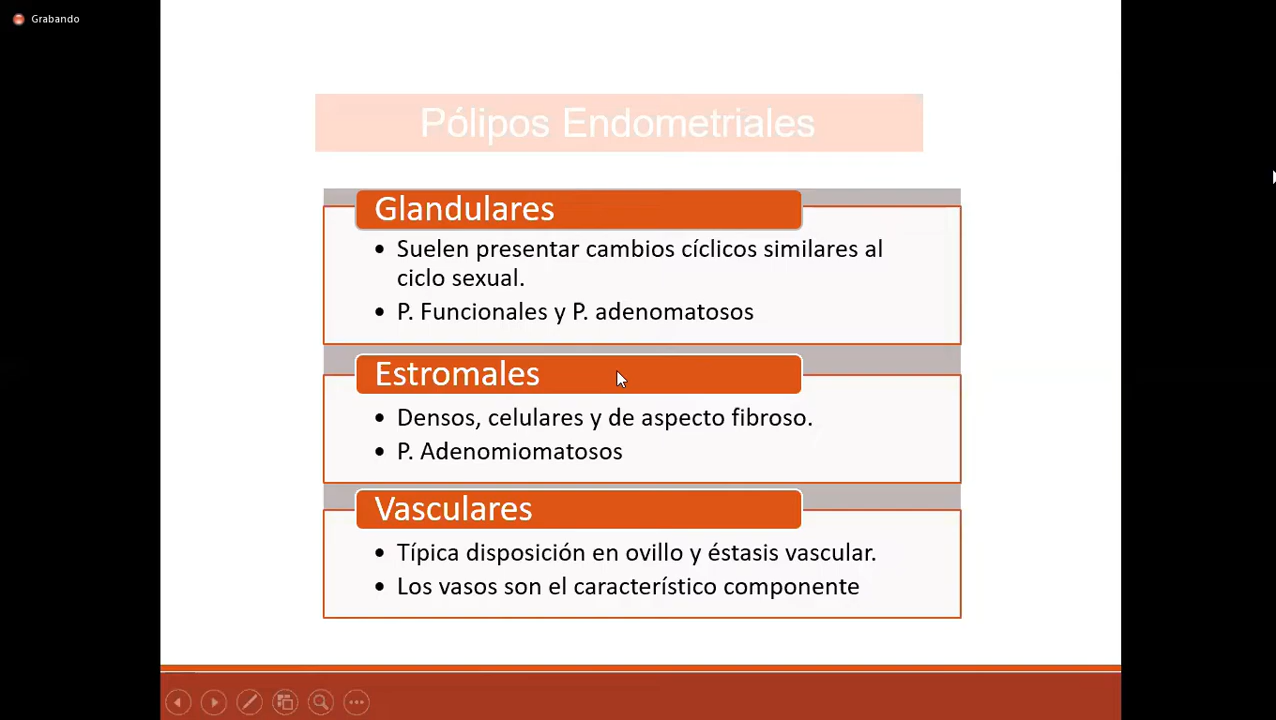 Grabando
Pólipos Endometriales
Glandulares
• Suelen presentar cambios cíclicos similares al
ciclo sexual.
• P. Funcionales y P. adenomatosos
Estromales
• Densos, celulares y de aspecto fibroso.
• P. Adenomiomatosos
Vasculares
• Típica disposición en ovillo y éstasis vascular.
• Los vasos son el característico componente